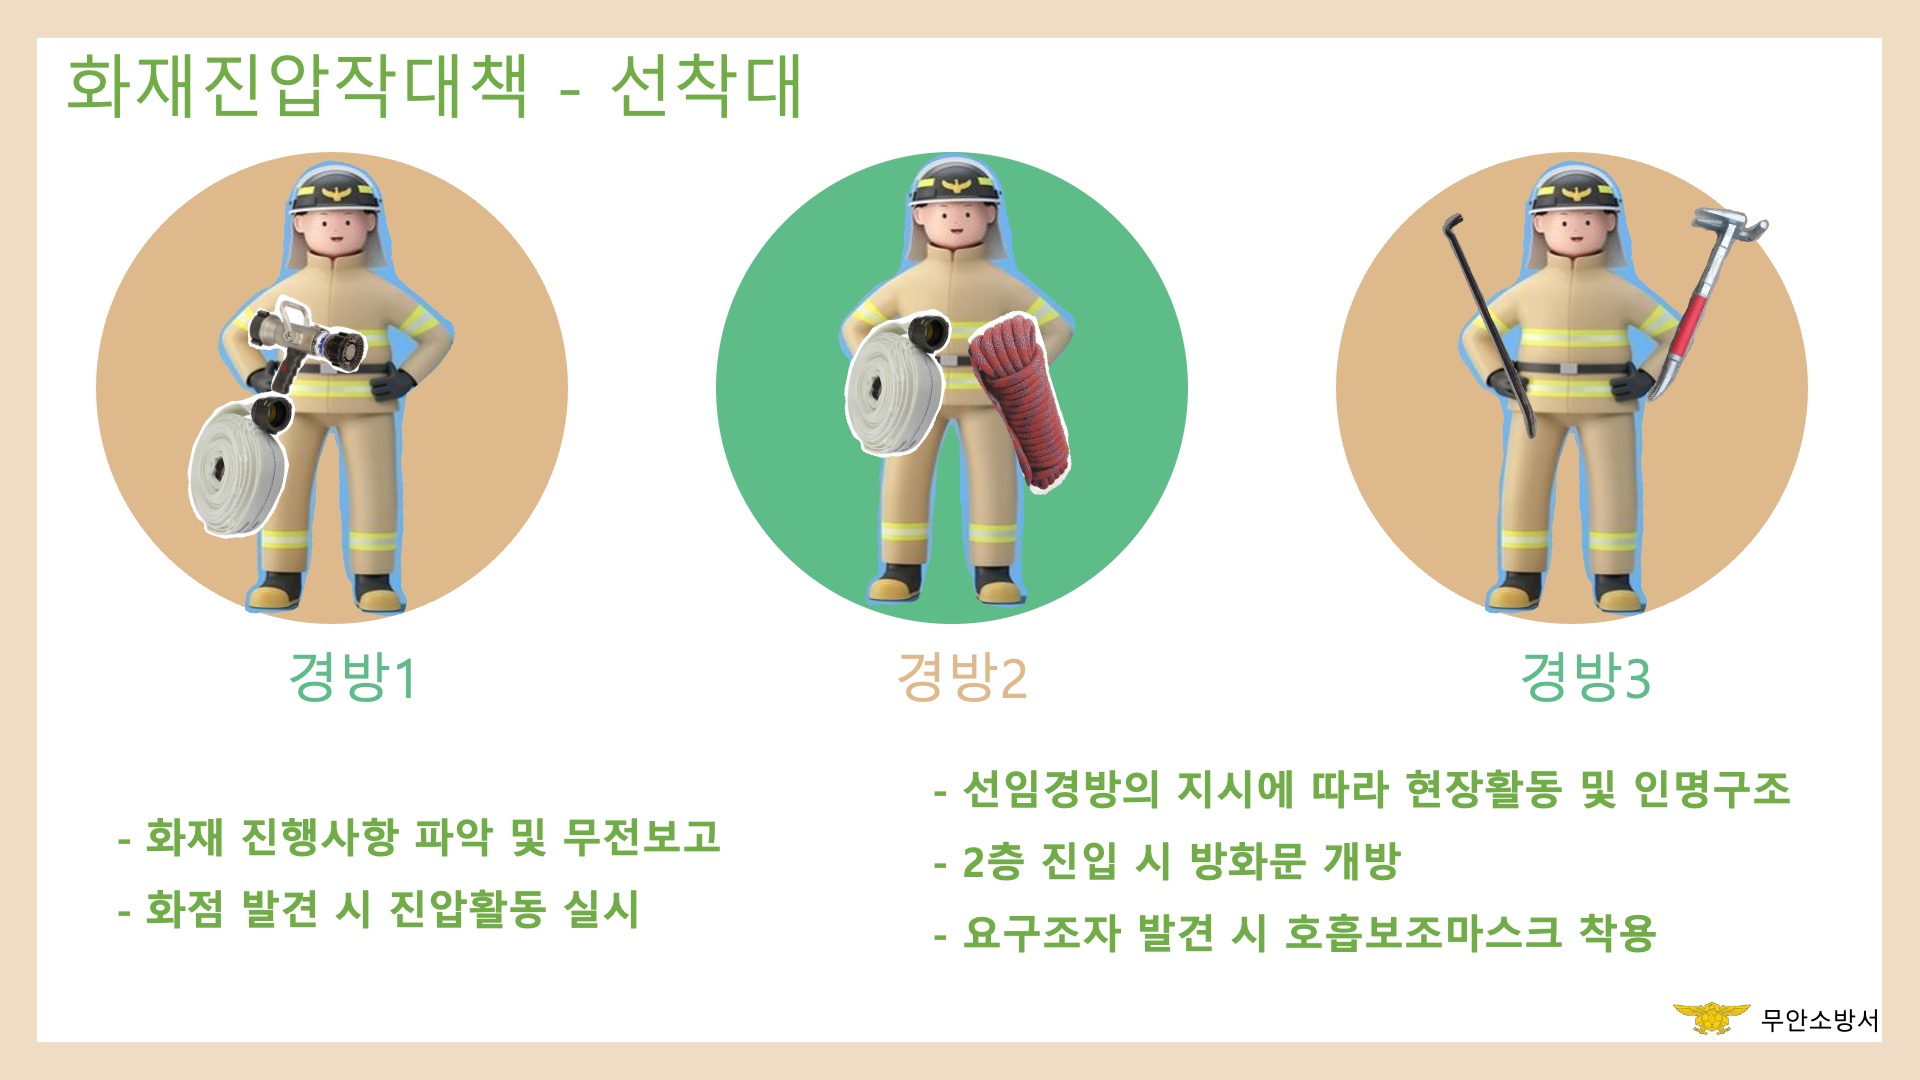 화재진압작대책 - 선착대
경방1
경방2
경방3
- 화재 진행사항 파악 및 무전보고
- 화점 발견 시 진압활동 실시
- 선임경방의 지시에 따라 현장활동 및 인명구조
- 2층 진입 시 방화문 개방
- 요구조자 발견 시 호흡보조마스크 착용
무안소방서